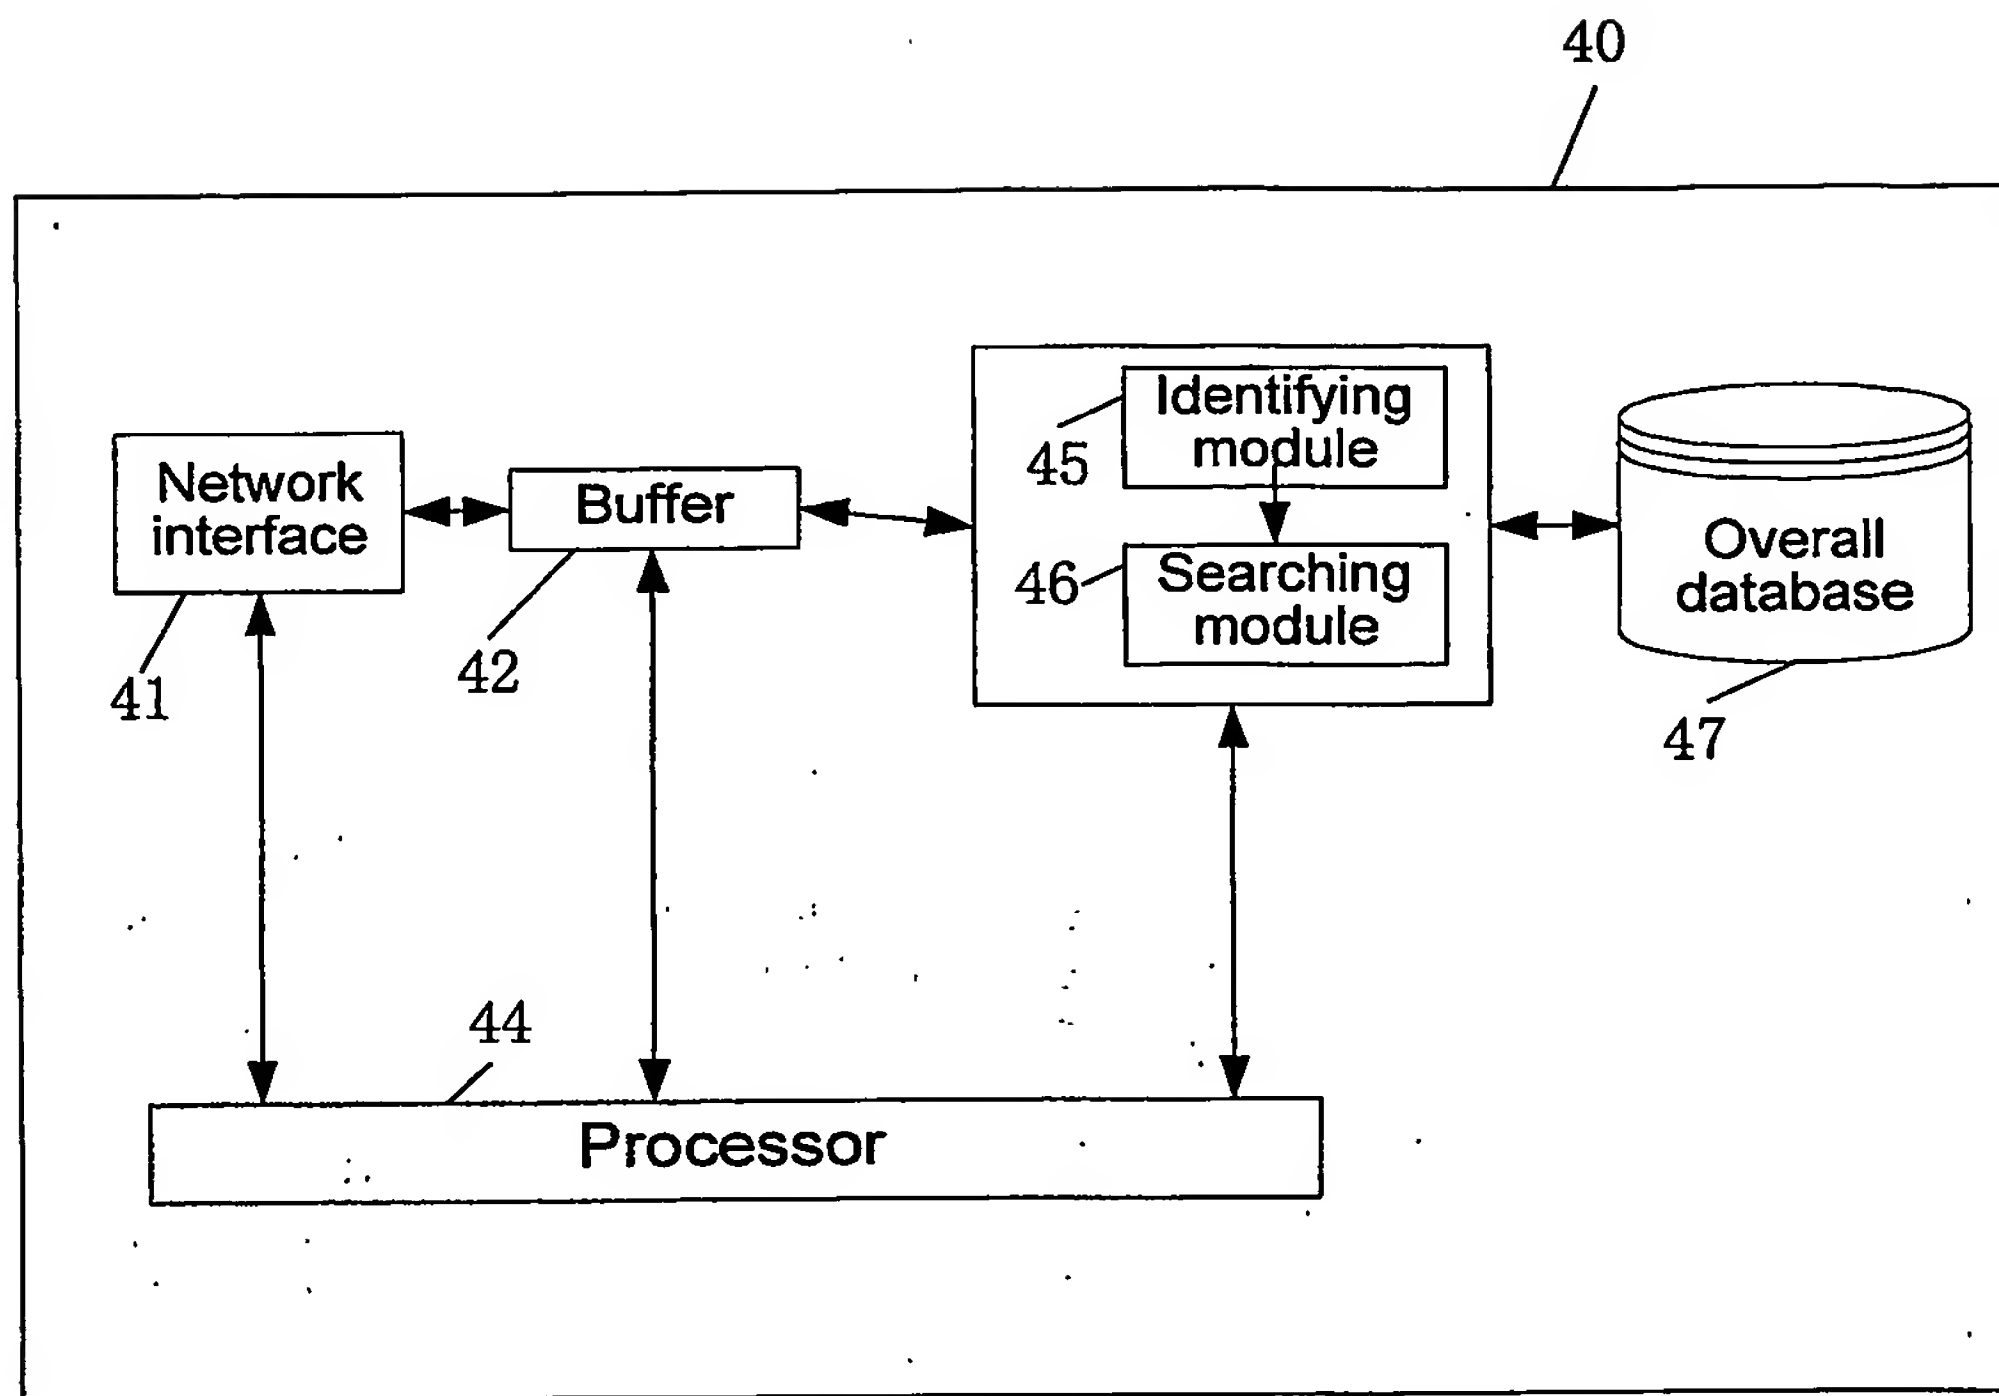 40
Identifying
module
45
Network
interface
Buffer
Overall
database
46
Searching
module
41
42
47
44
Processor